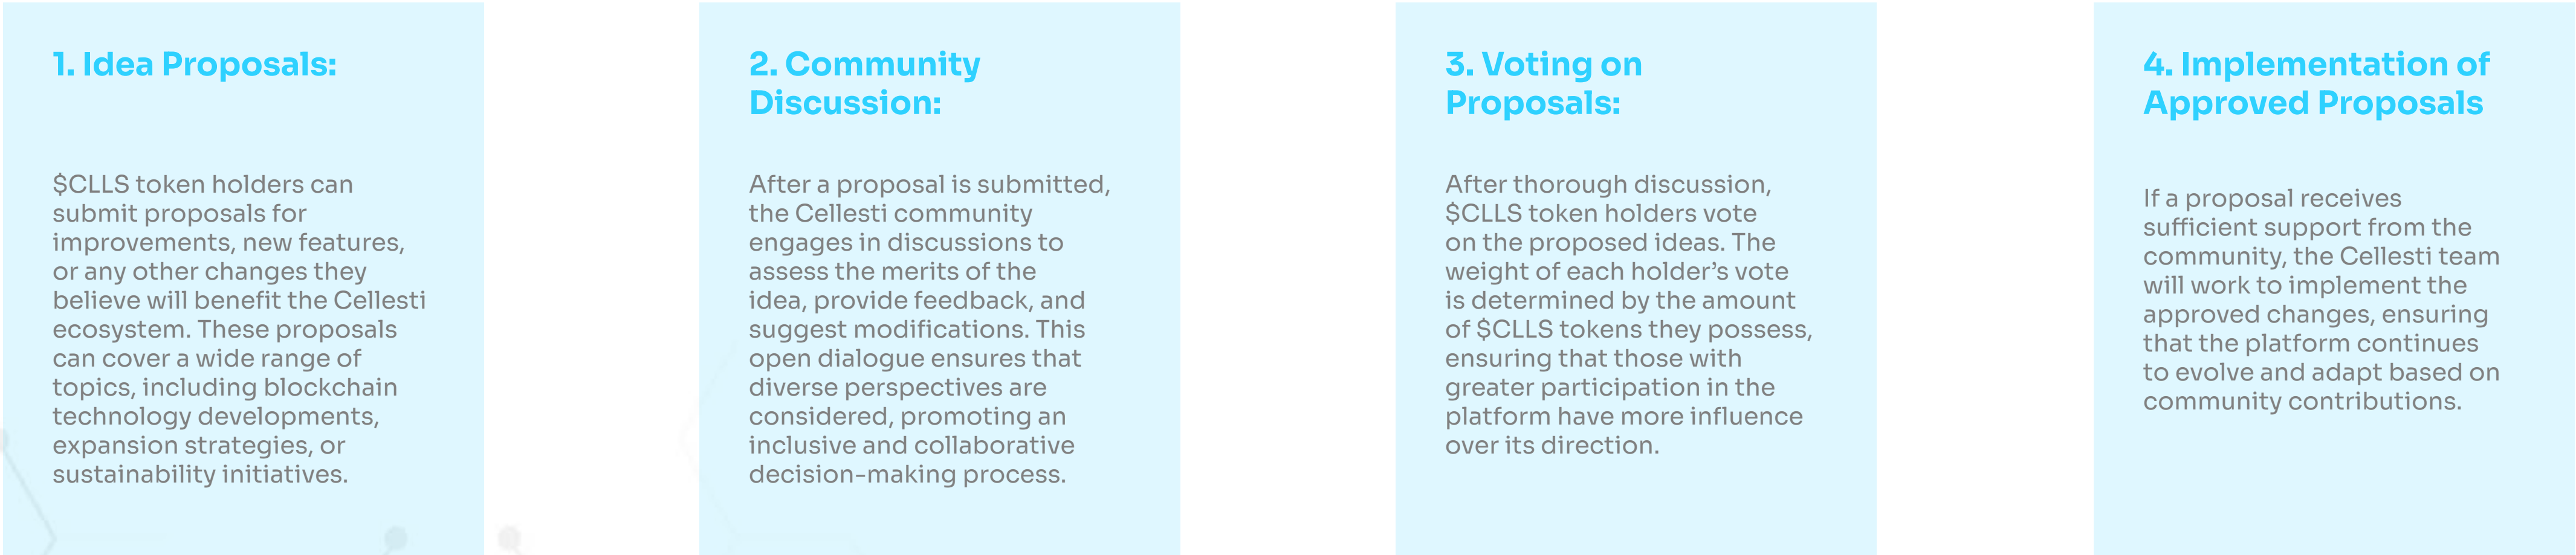 1. Idea Proposals:
$CLLS token holders can
submit proposals for
improvements, new features,
or any other changes they
believe will benefit the Cellesti
ecosystem. These proposals
can cover a wide range of
topics, including blockchain
technology developments,
expansion strategies, or
sustainability initiatives.
2. Community
Discussion:
After a proposal is submitted,
the Cellesti community
engages in discussions to
assess the merits of the
idea, provide feedback, and
suggest modifications. This
open dialogue ensures that
diverse perspectives are
considered, promoting an
inclusive and collaborative
decision-making process.
3. Voting on
Proposals:
After thorough discussion,
$CLLS token holders vote
on the proposed ideas. The
weight of each holder’s vote
is determined by the amount
of $CLLS tokens they possess,
ensuring that those with
greater participation in the
platform have more influence
over its direction.
4. Implementation of
Approved Proposals
If a proposal receives
sufficient support from the
community, the Cellesti team
will work to implement the
approved changes, ensuring
that the platform continues
to evolve and adapt based on
community contributions.